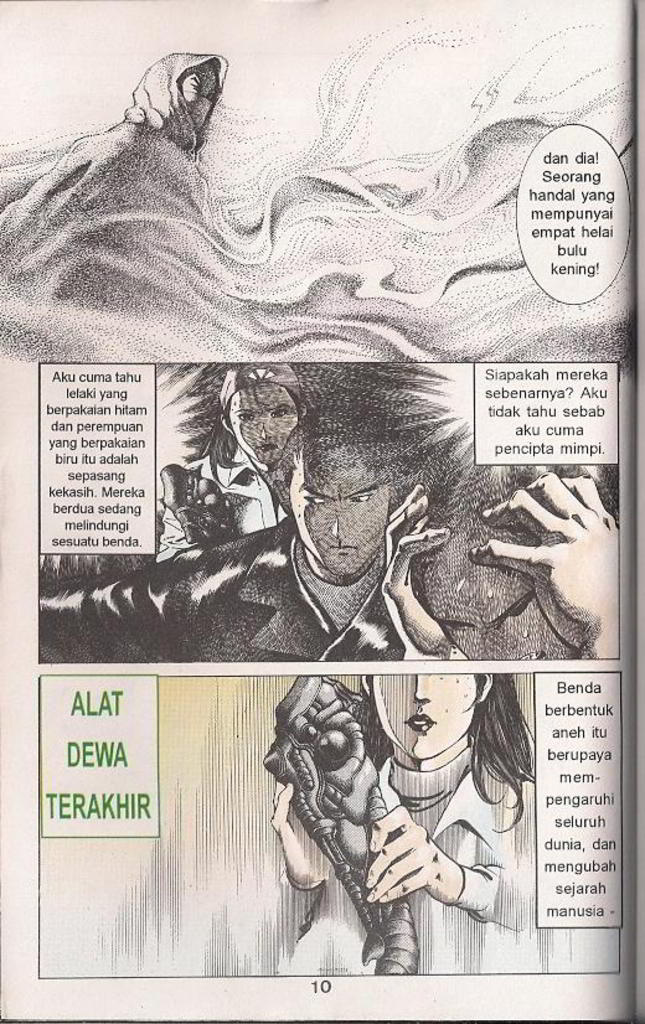 dan dia!
Seorang
handal yang
mempunyai
empat helai
bulu
kening!
Aku cuma tahu
lelaki yang
berpakaian hitam
dan perempuan
yang berpakaian
biru itu adalah
sepasang
kekasih. Mereka
berdua sedang
melindungi
sesuatu benda.
Siapakah mereka
sebenarnya? Aku
tidak tahu sebab
aku cuma
pencipta mimpi.
ALAT
DEWA
TERAKHIR
Benda
berbentuk
aneh itu
berupaya
mem-
pengaruhi
seluruh
dunia, dan
mengubah
sejarah
manusia -
10